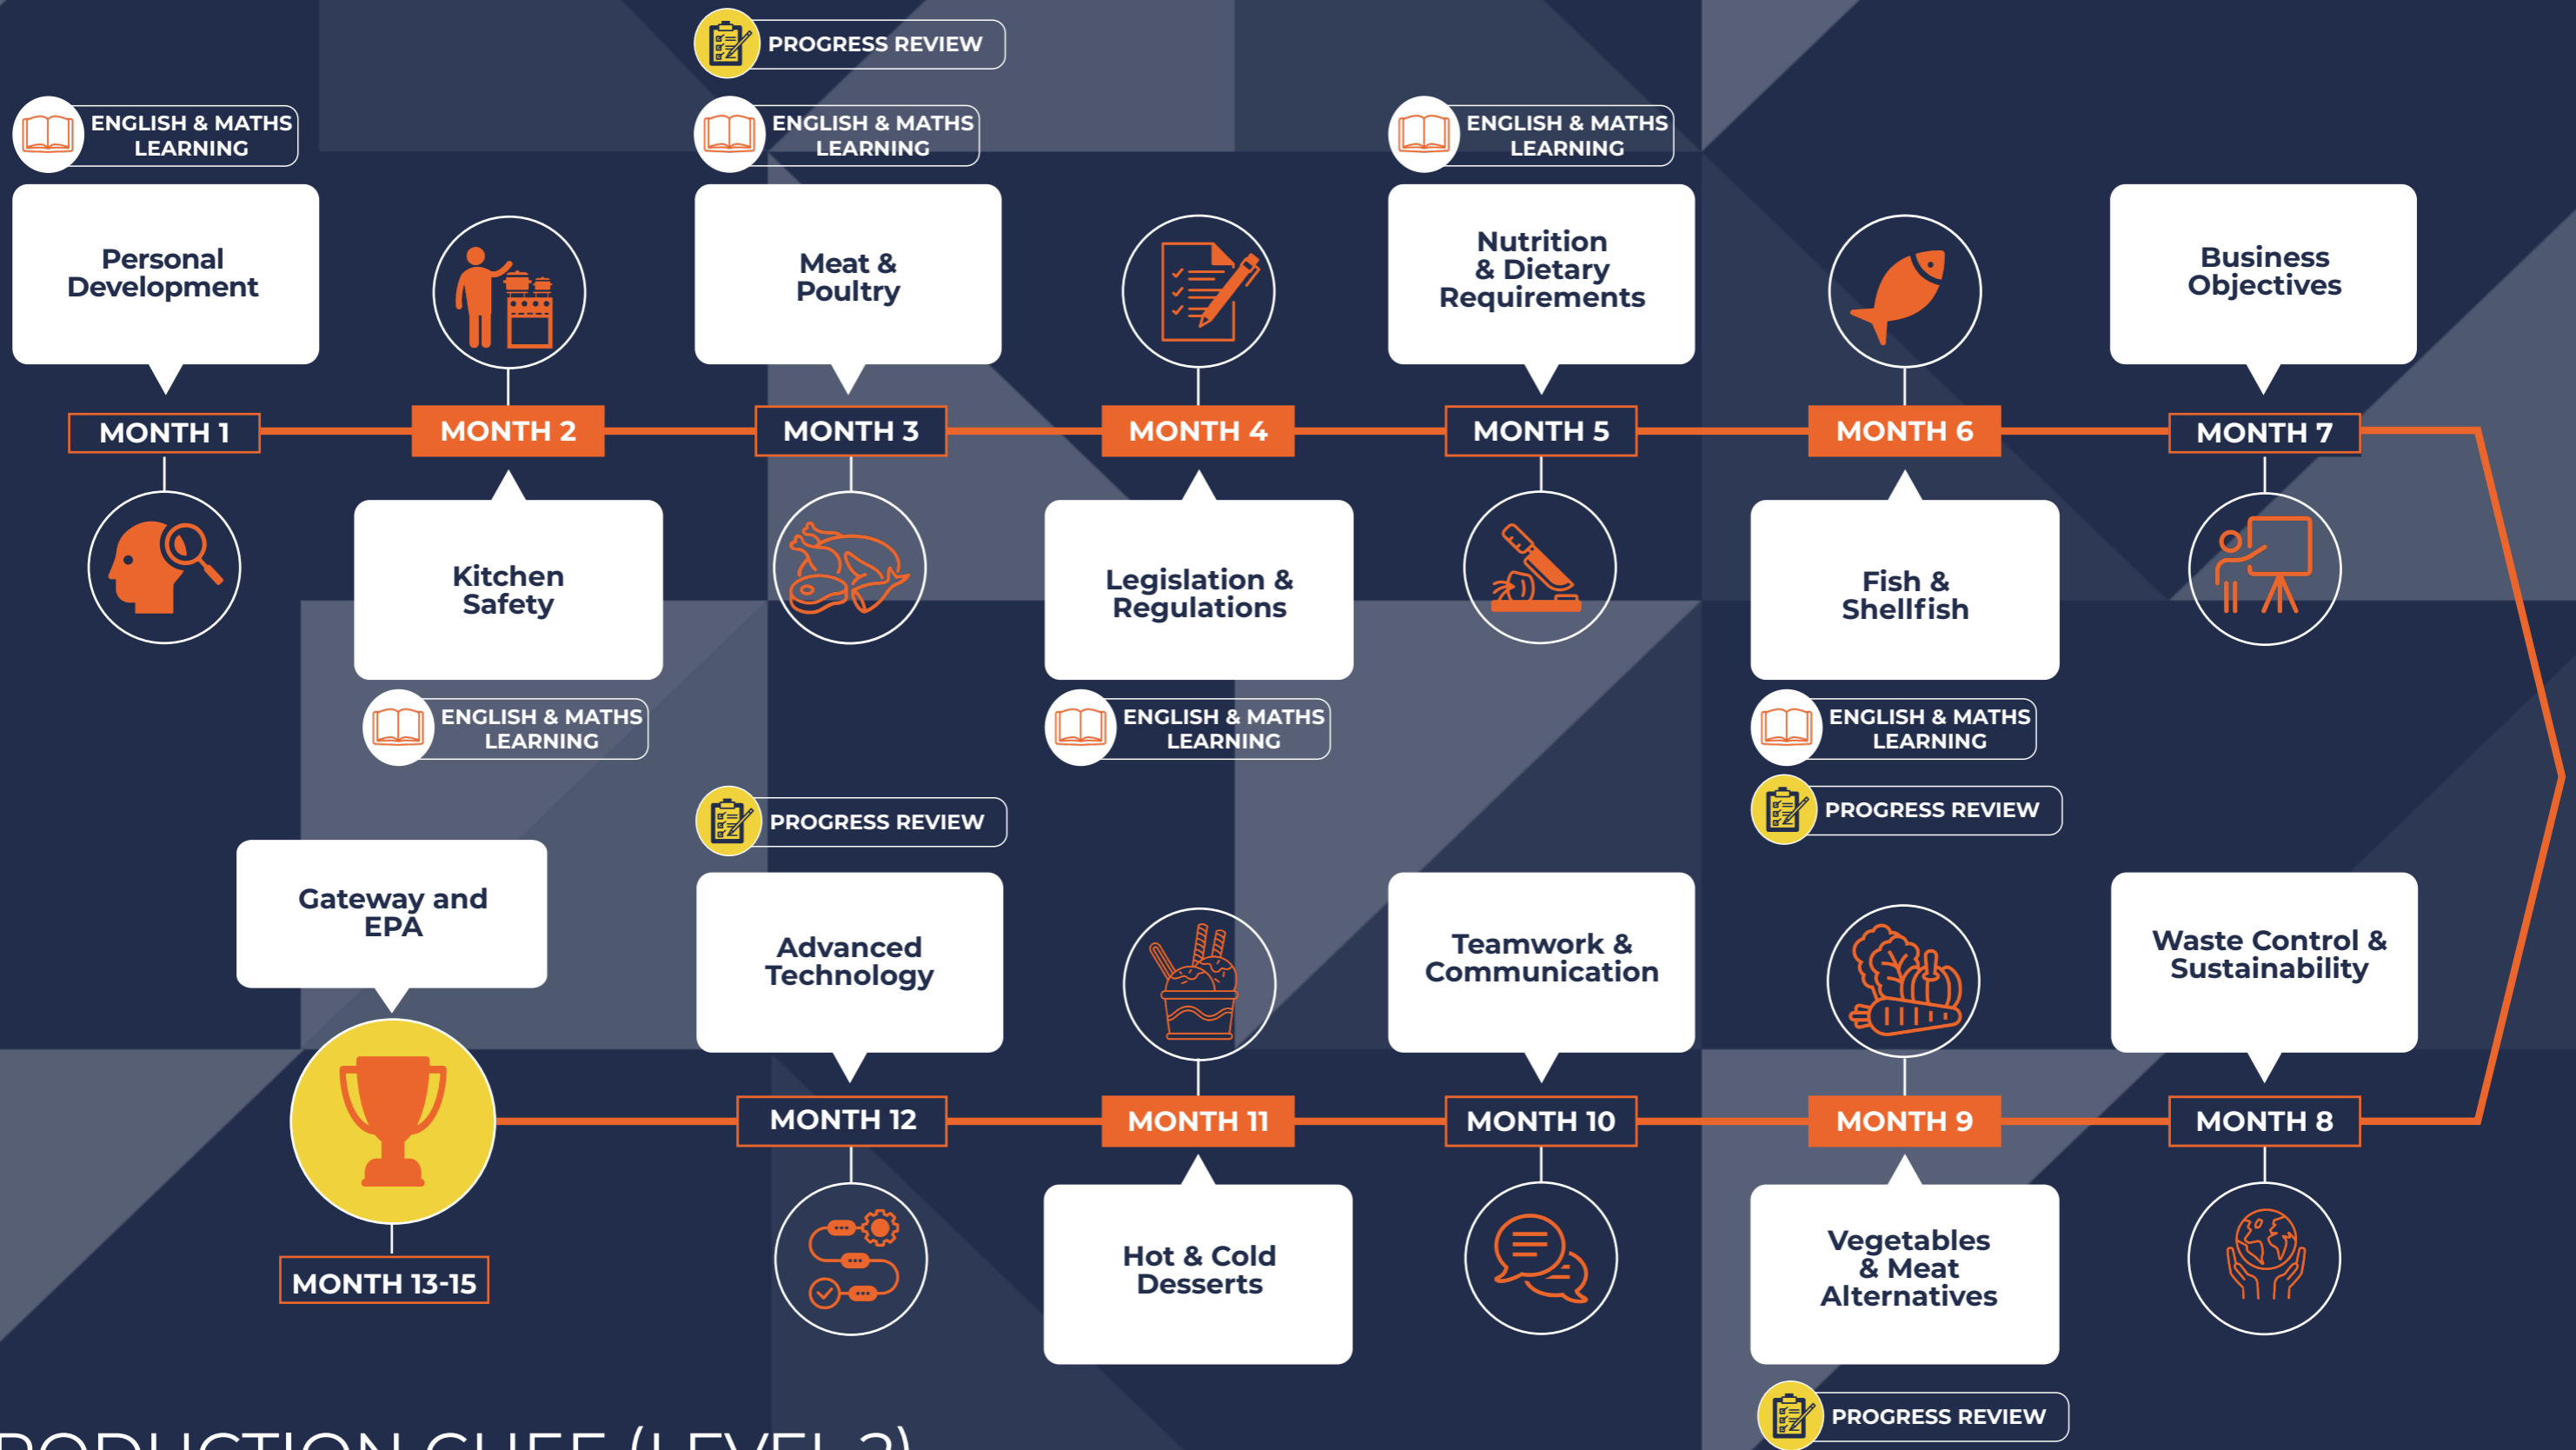 PROGRESS REVIEW
ENGLISH & MATHS
LEARNING
ENGLISH & MATHS
LEARNING
ENGLISH & MATHS
LEARNING
Personal
Development
Meat &
Poultry
Nutrition
& Dietary
Requirements
Business
Objectives
MONTH 1
MONTH 2
MONTH 3
MONTH 4
MONTH 5
MONTH 6
MONTH 7
Kitchen
Safety
Legislation &
Regulations
Fish &
Shellfish
ENGLISH & MATHS
LEARNING
ENGLISH & MATHS
LEARNING
ENGLISH & MATHS
LEARNING
PROGRESS REVIEW
PROGRESS REVIEW
Gateway and
EPA
Advanced
Technology
Teamwork &
Communication
Waste Control &
Sustainability
MONTH 12
MONTH 11
MONTH 10
MONTH 9
MONTH 8
MONTH 13-15
Hot & Cold
Desserts
Vegetables
& Meat
Alternatives
PROGRESS REVIEW
CHEF